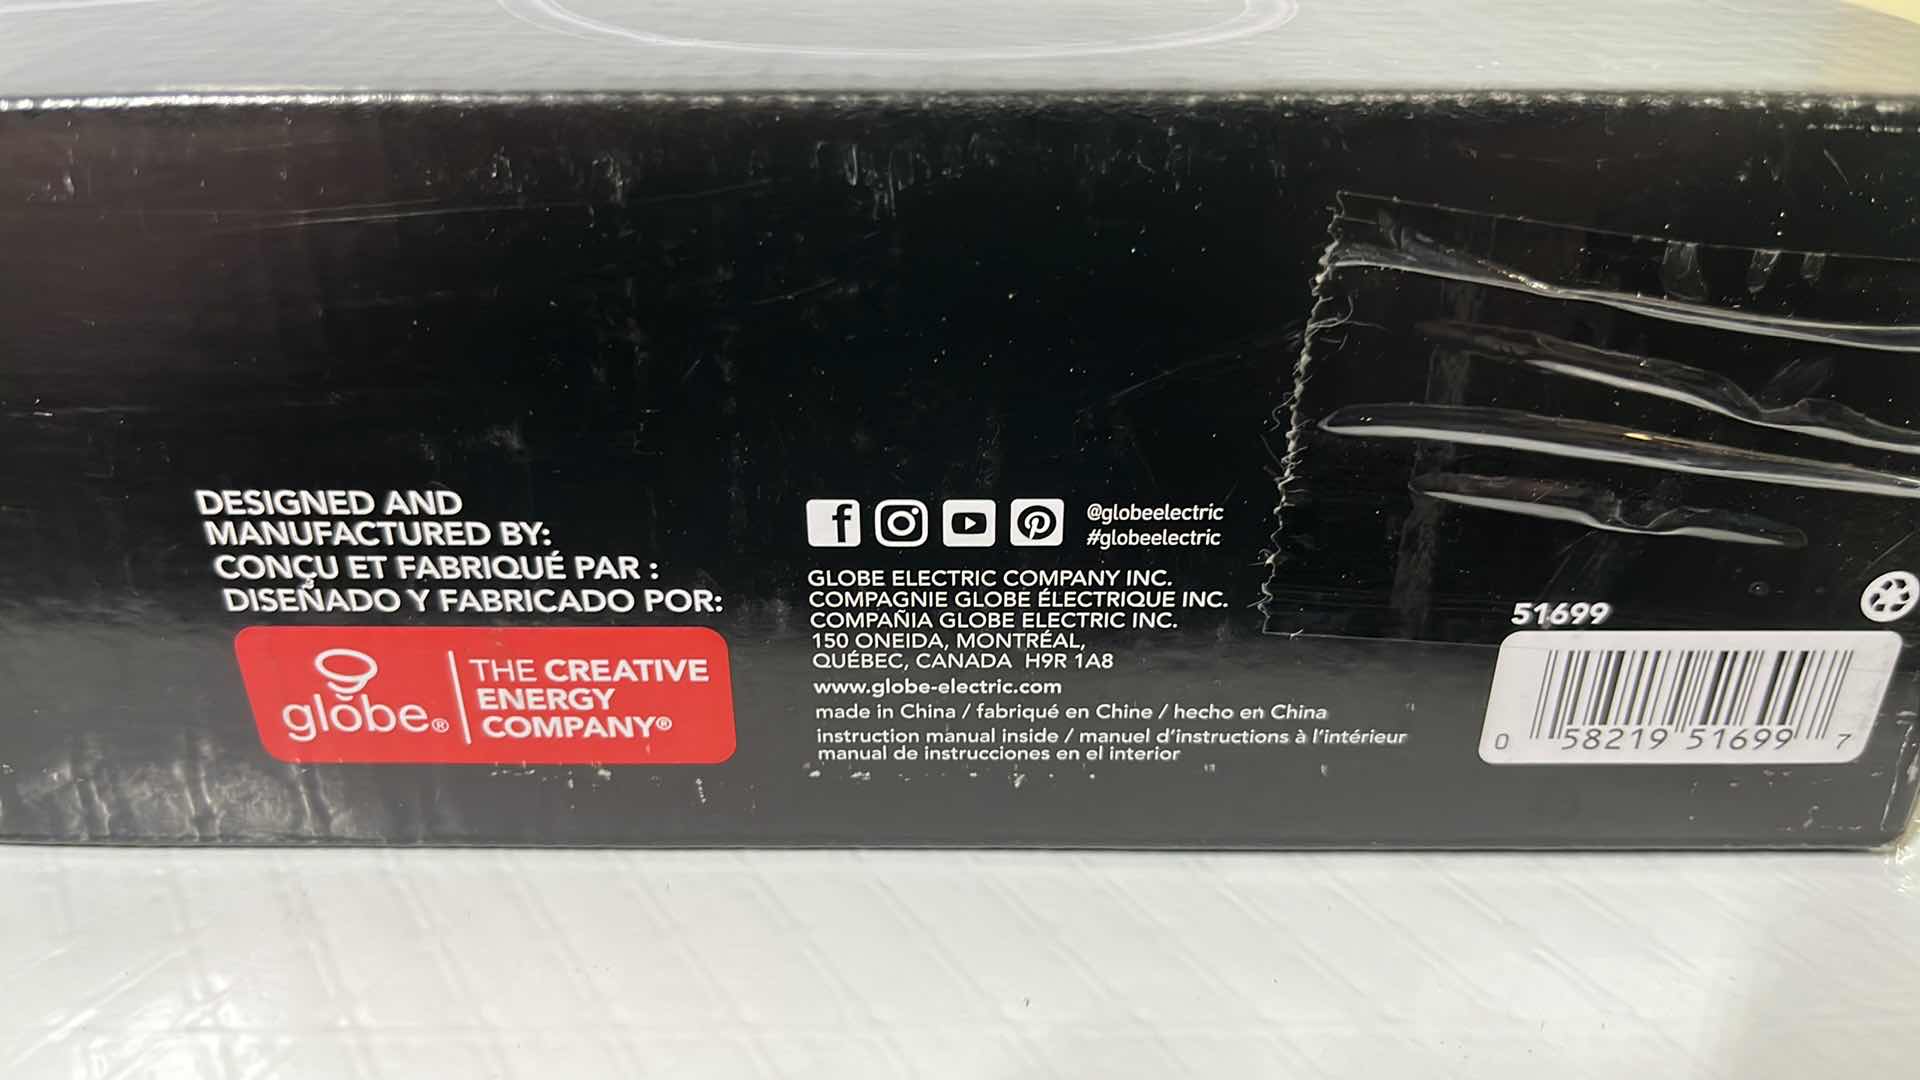 DESIGNED AND
MANUFACTURED BY:
CONÇU ET FABRIQUÉ PAR :
DISEÑADO Y FABRICADO POR:
globe®
THE CREATIVE
ENERGY
COMPANY®
@globeelectric
#globeelectric
GLOBE ELECTRIC COMPANY INC.
COMPAGNIE GLOBE ÉLECTRIQUE INC.
COMPAÑIA GLOBE ELECTRIC INC.
150 ONEIDA, MONTRÉAL,
QUÉBEC, CANADA H9R 1A8
www.globe-electric.com
made in China / fabriqué en Chine / hecho en China
instruction manual inside / manuel d'instructions à l'intérieur
manual de instrucciones en el interior
51699
0 58219 51699 7